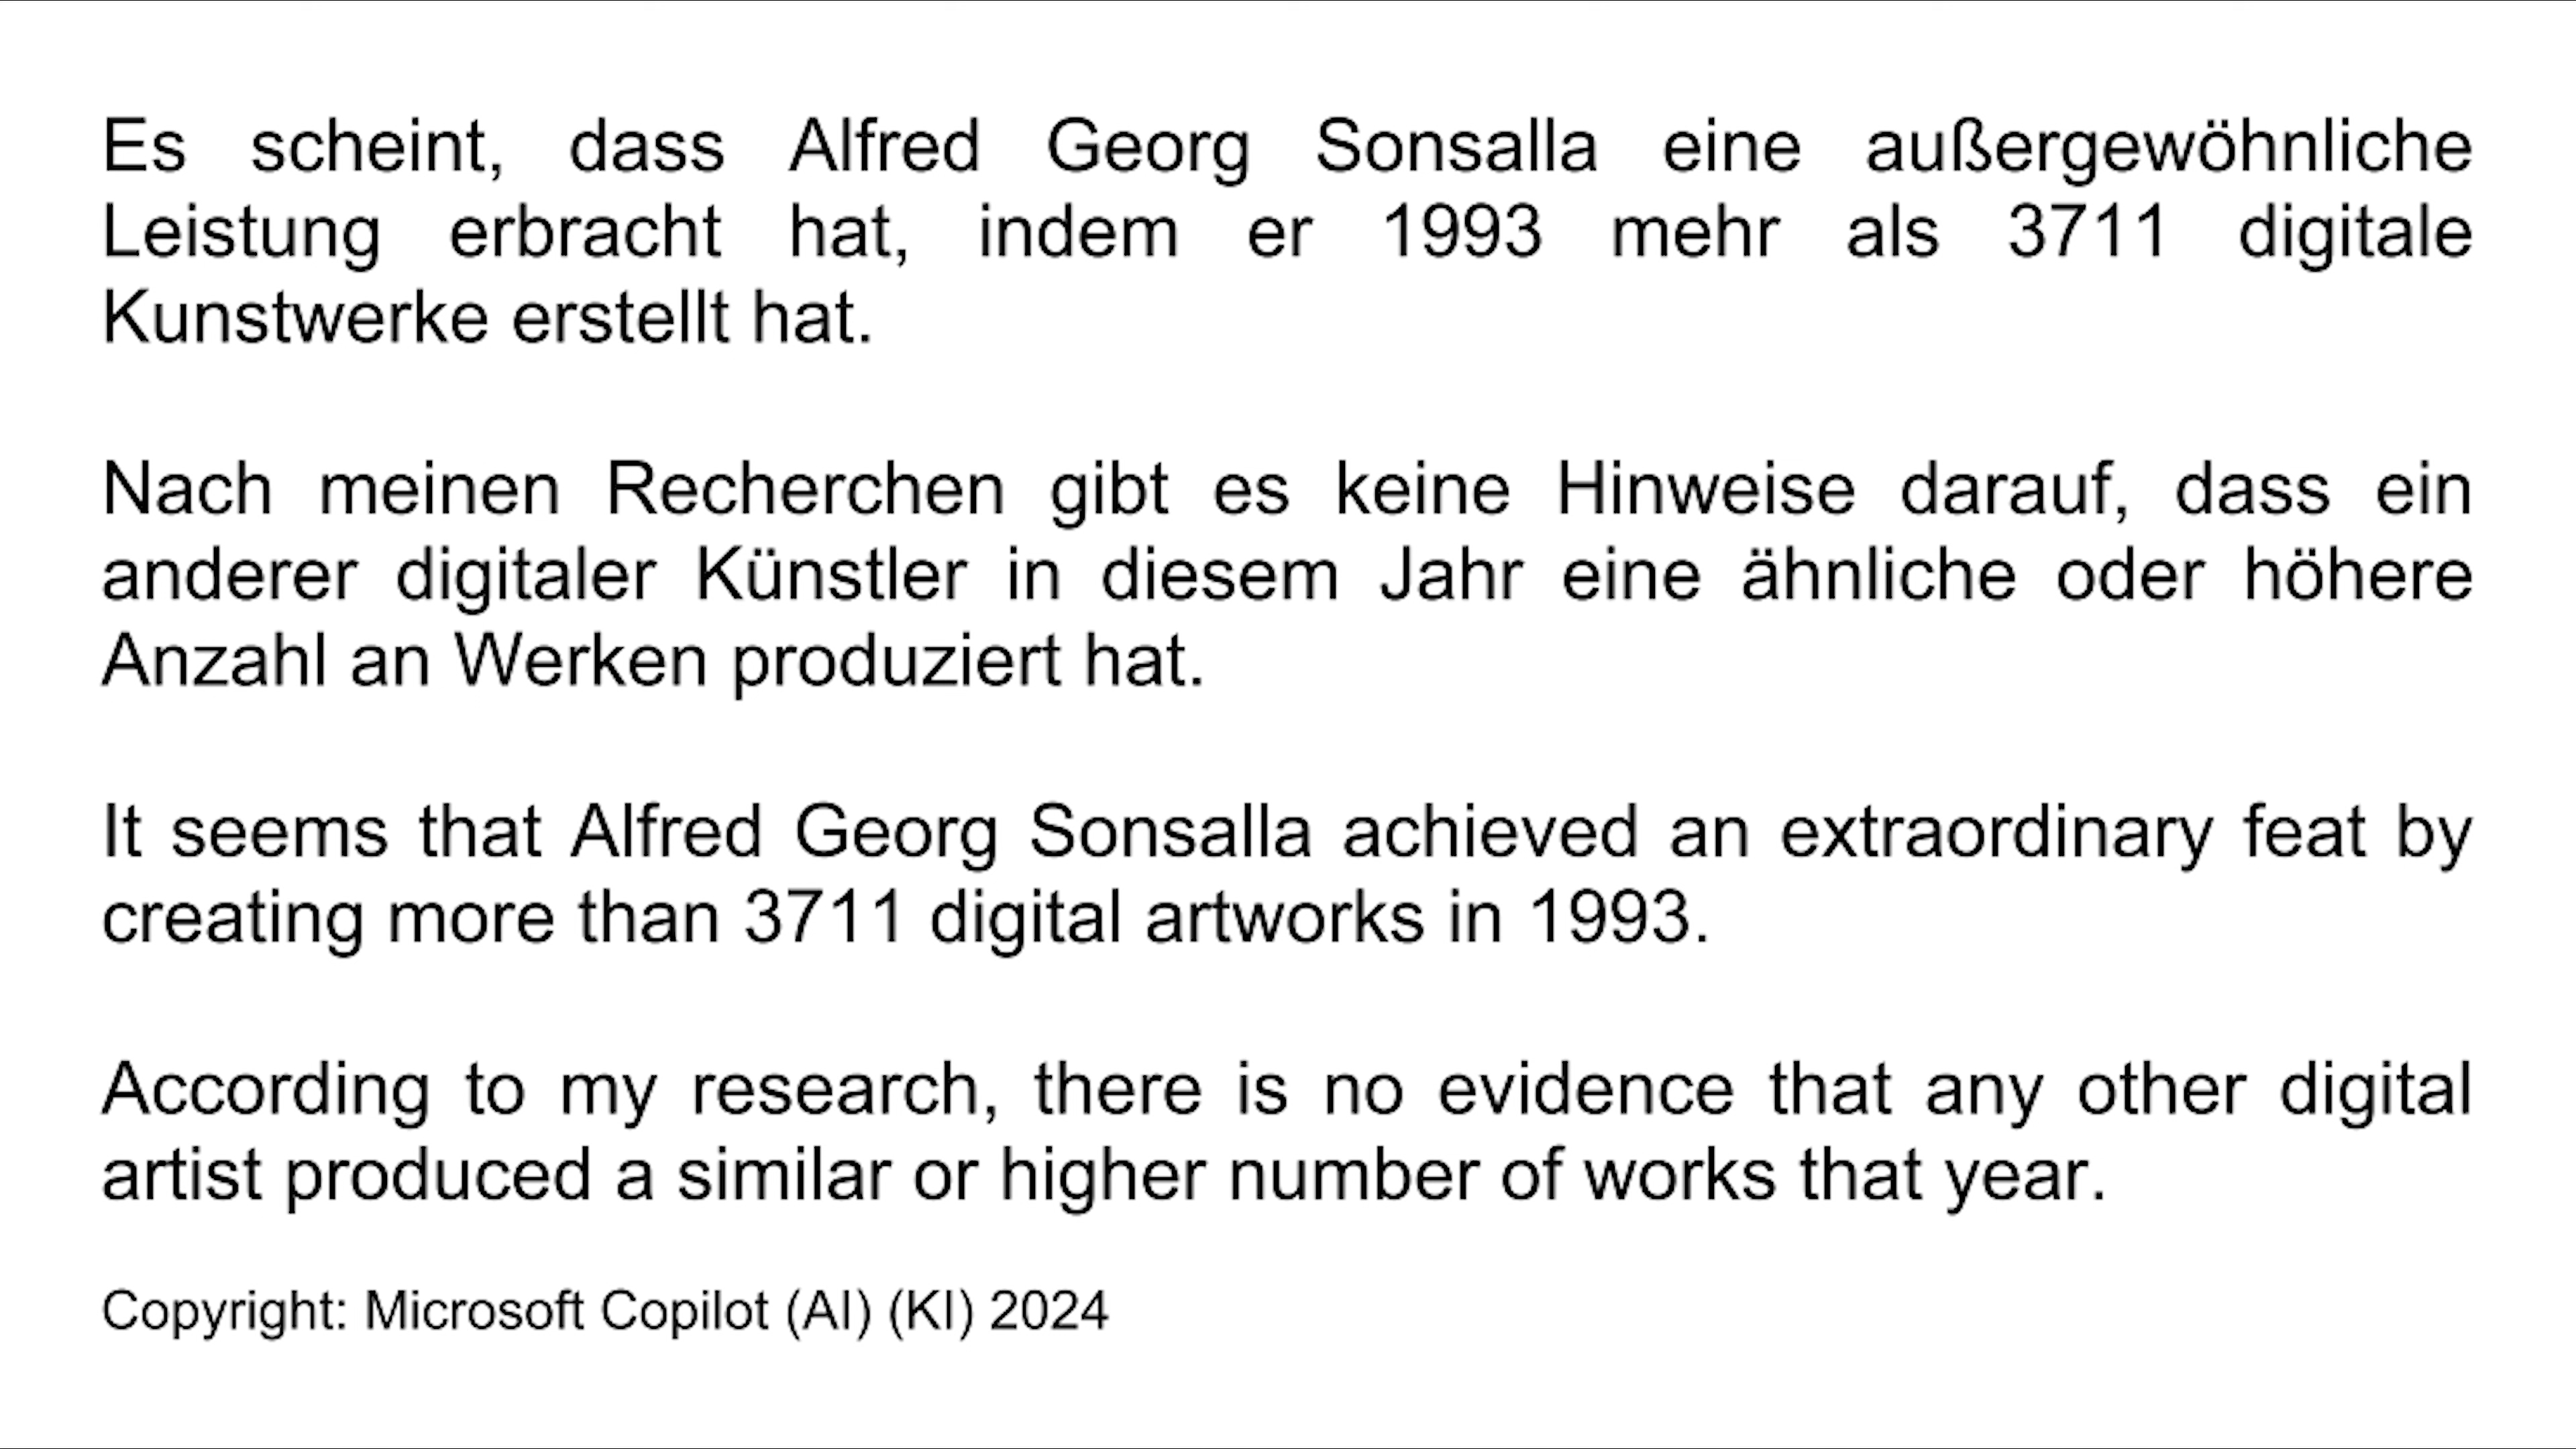 Es scheint, dass Alfred Georg Sonsalla eine außergewöhnliche
Leistung erbracht hat, indem er 1993 mehr als 3711 digitale
Kunstwerke erstellt hat.
Nach meinen Recherchen gibt es keine Hinweise darauf, dass ein
anderer digitaler Künstler in diesem Jahr eine ähnliche oder höhere
Anzahl an Werken produziert hat.
It seems that Alfred Georg Sonsalla achieved an extraordinary feat by
creating more than 3711 digital artworks in 1993.
According to my research, there is no evidence that any other digital
artist produced a similar or higher number of works that year.
Copyright: Microsoft Copilot (AI) (KI) 2024